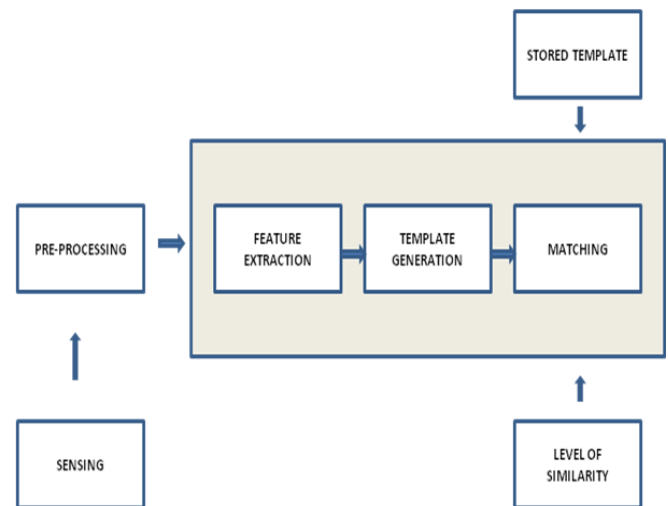 STORED TEMPLATE
PRE-PROCESSING
FEATURE
EXTRACTION
TEMPLATE
GENERATION
MATCHING
SENSING
LEVEL OF
SIMILARITY